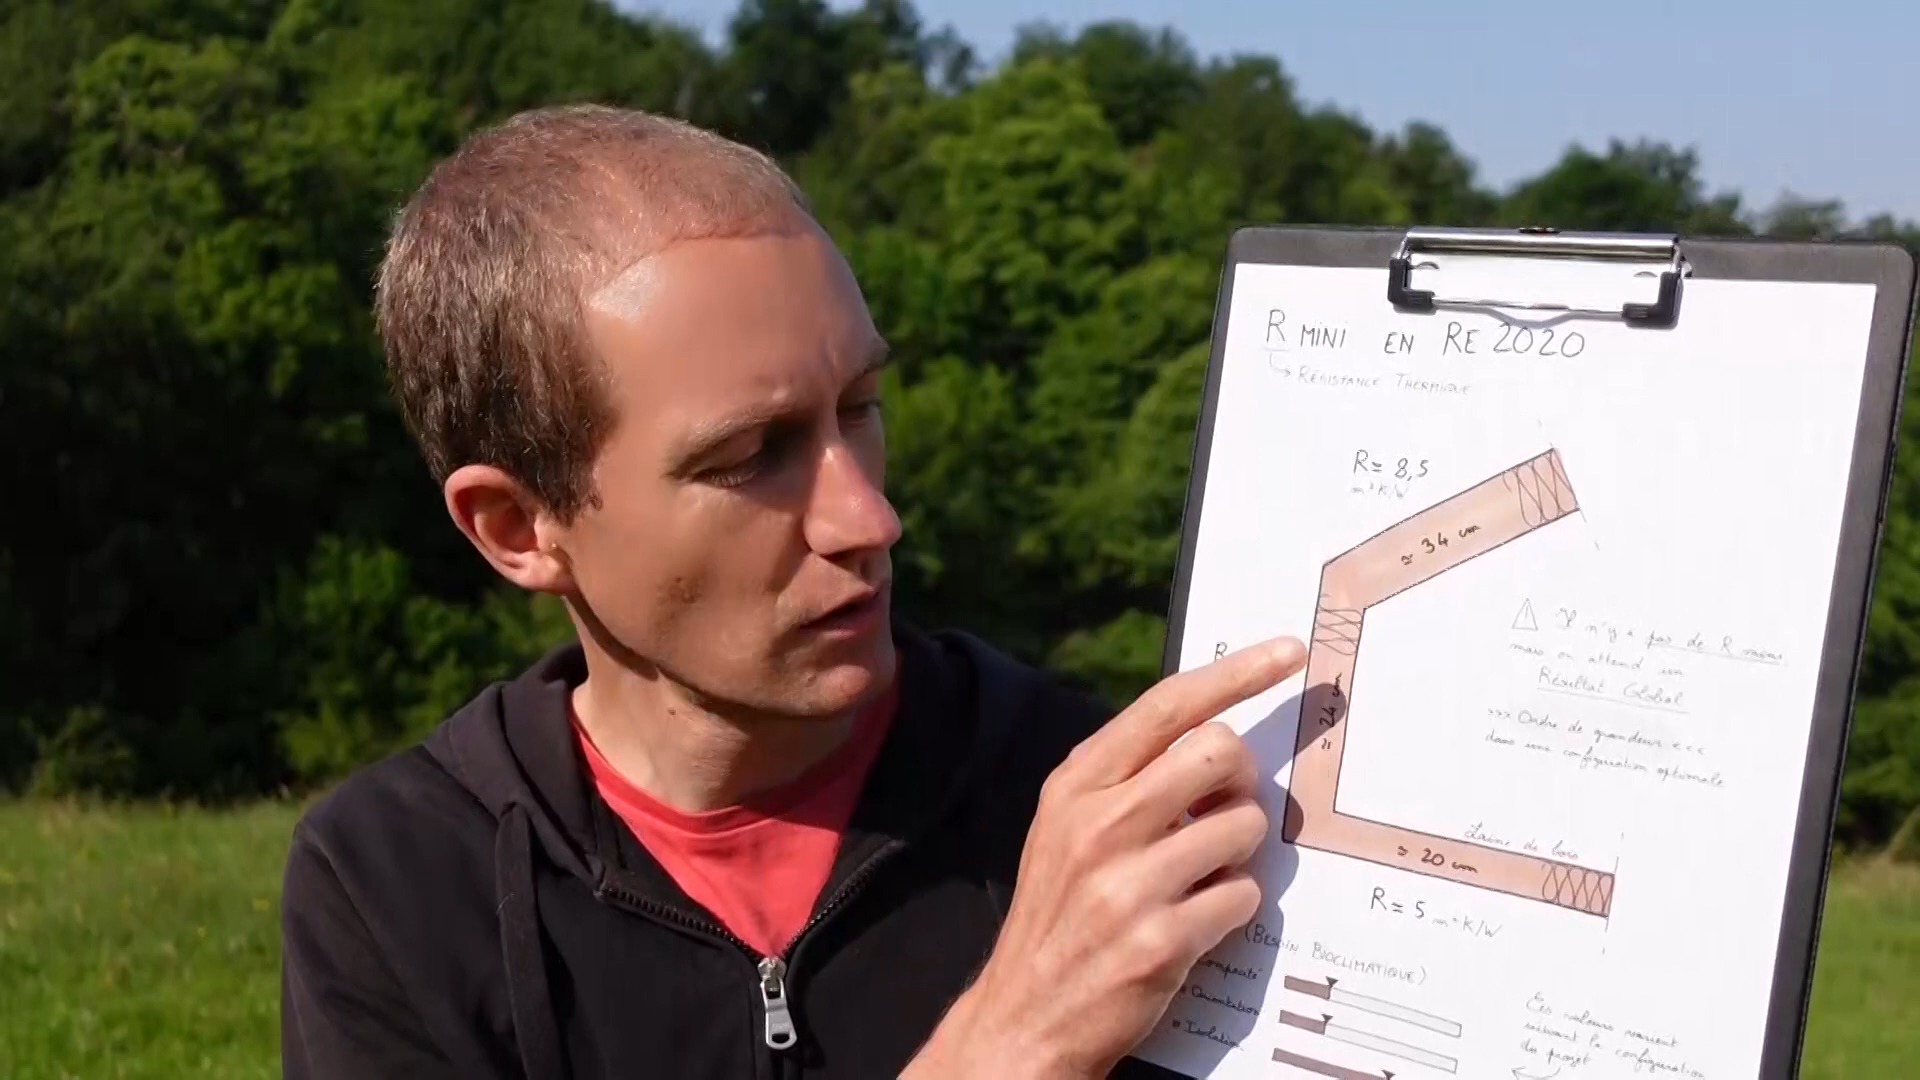 R MINI EN RE 2020
RÉSISTANCE THERMIQUE
R ≃ 8,5
m²K/W
≃ 34 cm
⚠ Il n'y a pas de R minis
mais on attend un
Résultat Global
>>> Ordre de grandeur <<<
dans une configuration optimale
R
≃ 24 cm
Laine de bois
≃ 20 cm
R ≃ 5 m²K/W
(BESOIN BIOCLIMATIQUE)
Compacité
Orientation
Isolation
Ces valeurs varient
suivant la configuration
du projet